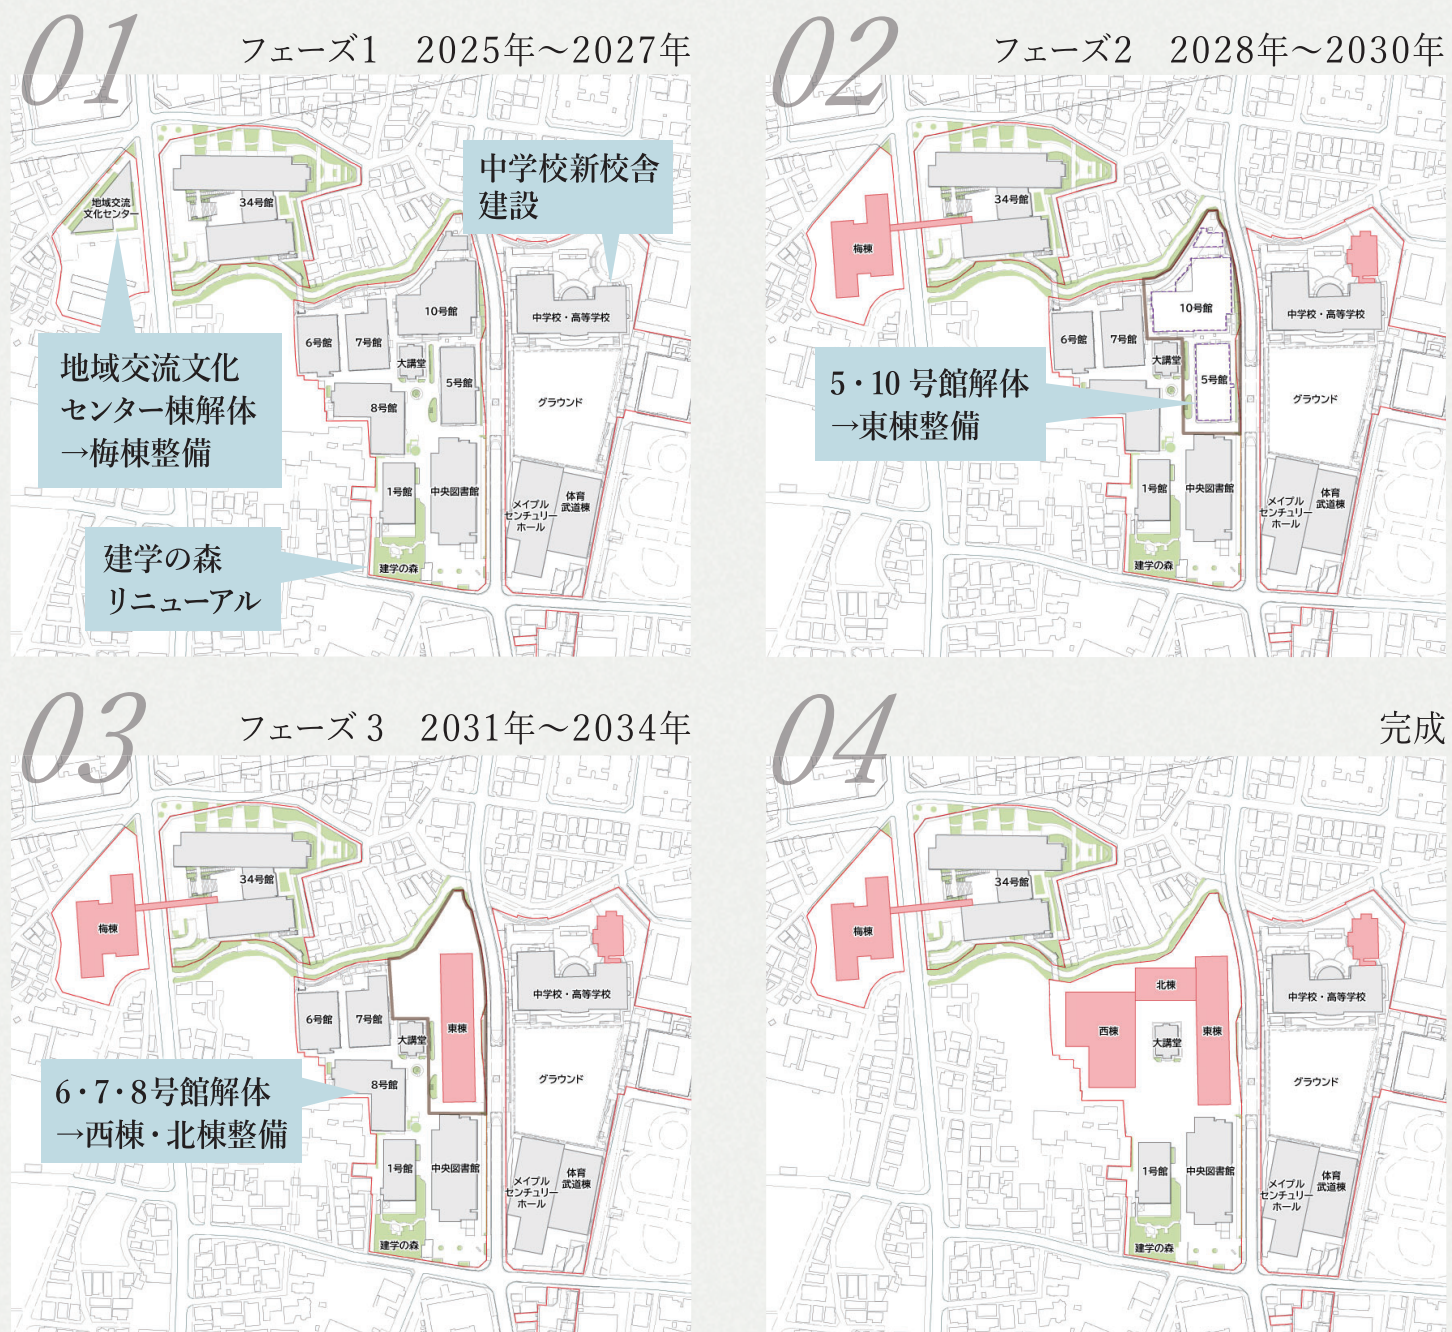 01
フェーズ1 2025年～2027年
中学校新校舎
建設
地域交流
文化センター
34号館
10号館
中学校・高等学校
6号館
7号館
大講堂
5号館
8号館
グラウンド
地域交流文化
センター棟解体
→梅棟整備
1号館
中央図書館
メイプル
センチュリー
ホール
体育
武道棟
建学の森
リニューアル
建学の森
02
フェーズ2 2028年～2030年
34号館
梅棟
10号館
中学校・高等学校
6号館
7号館
大講堂
5号館
グラウンド
5・10 号館解体
→東棟整備
1号館
中央図書館
メイプル
センチュリー
ホール
体育
武道棟
建学の森
03
フェーズ 3 2031年～2034年
34号館
梅棟
中学校・高等学校
6号館
7号館
大講堂
東棟
8号館
グラウンド
6・7・8号館解体
→西棟・北棟整備
1号館
中央図書館
メイプル
センチュリー
ホール
体育
武道棟
建学の森
04
完成
34号館
梅棟
北棟
中学校・高等学校
西棟
大講堂
東棟
グラウンド
1号館
中央図書館
メイプル
センチュリー
ホール
体育
武道棟
建学の森